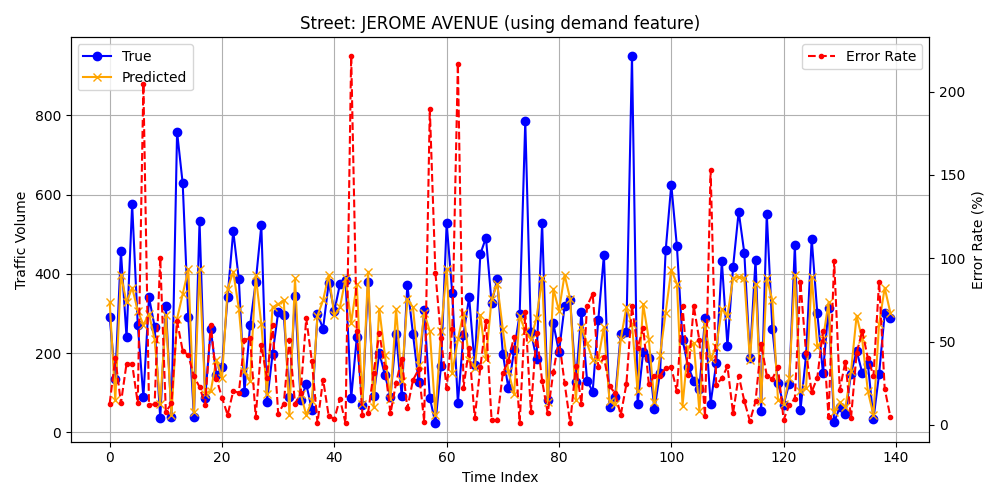 Street: JEROME AVENUE (using demand feature)
True
Predicted
Error Rate
Traffic Volume
800
600
400
200
0
200
150
100
50
0
Error Rate (%)
0 20 40 60 80 100 120 140
Time Index